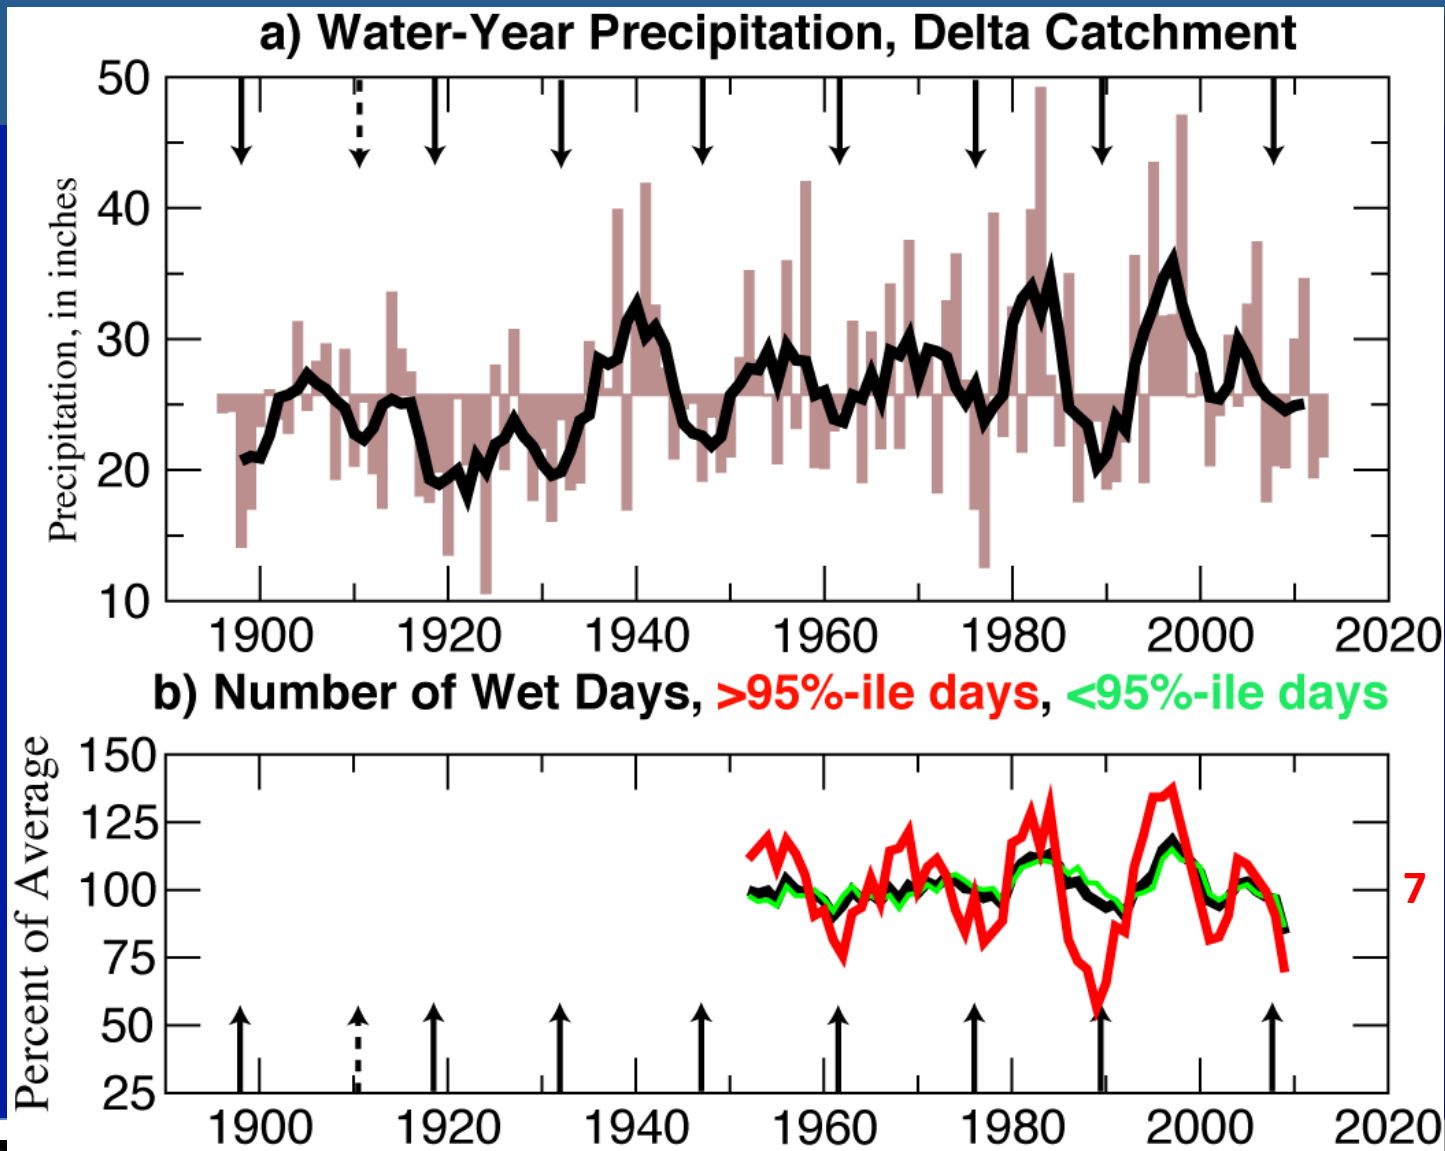 a) Water-Year Precipitation, Delta Catchment
Precipitation, in inches
50
40
30
20
10
1900 1920 1940 1960 1980 2000 2020
b) Number of Wet Days, >95%-ile days, <95%-ile days
Percent of Average
150
125
100
75
50
25
7
1900 1920 1940 1960 1980 2000 2020